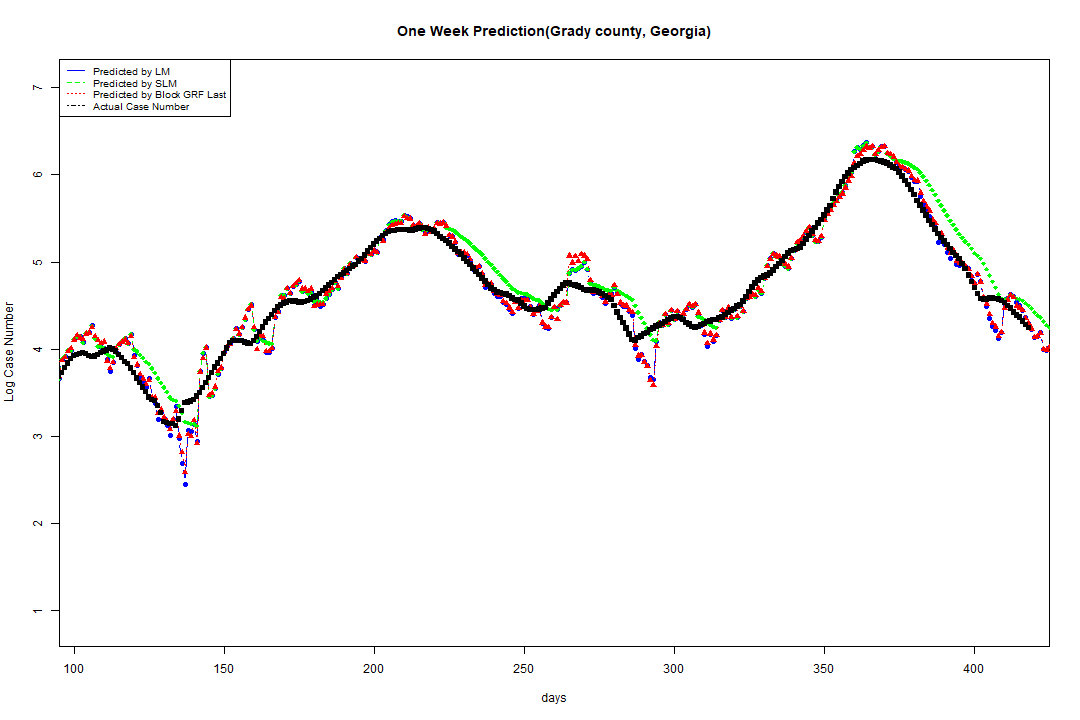 One Week Prediction(Grady county, Georgia)
Predicted by LM
Predicted by SLM
Predicted by Block GRF Last
Actual Case Number
Log Case Number
7
6
5
4
3
2
1
100 150 200 250 300 350 400
days